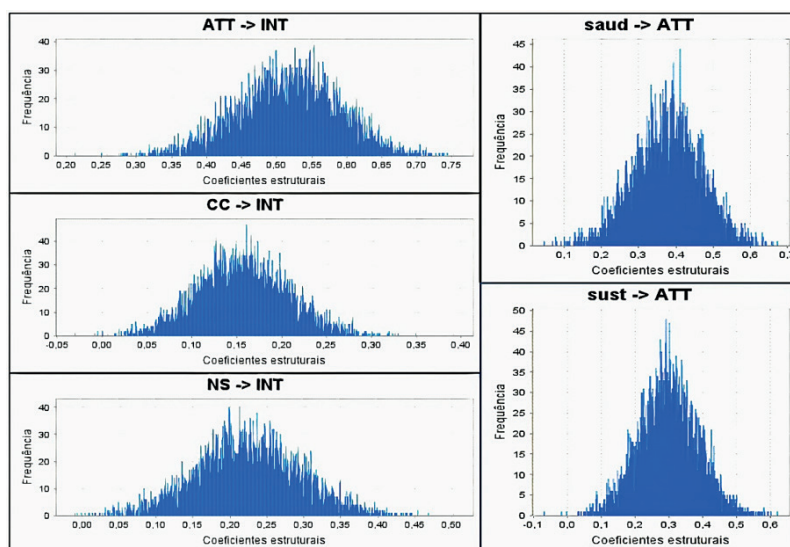 ATT -> INT
Frequência
40
30
20
10
0
0,20 0,25 0,30 0,35 0,40 0,45 0,50 0,55 0,60 0,65 0,70 0,75
Coeficientes estruturais
CC -> INT
Frequência
40
30
20
10
0
-0,05 0,00 0,05 0,10 0,15 0,20 0,25 0,30 0,35 0,40
Coeficientes estruturais
NS -> INT
Frequência
40
30
20
10
0
0,00 0,05 0,10 0,15 0,20 0,25 0,30 0,35 0,40 0,45 0,50
Coeficientes estruturais
saud -> ATT
Frequência
45
40
35
30
25
20
15
10
5
0
0,1 0,2 0,3 0,4 0,5 0,6
Coeficientes estruturais
sust -> ATT
Frequência
50
45
40
35
30
25
20
15
10
5
0
-0,1 0,0 0,1 0,2 0,3 0,4 0,5 0,6
Coeficientes estruturais